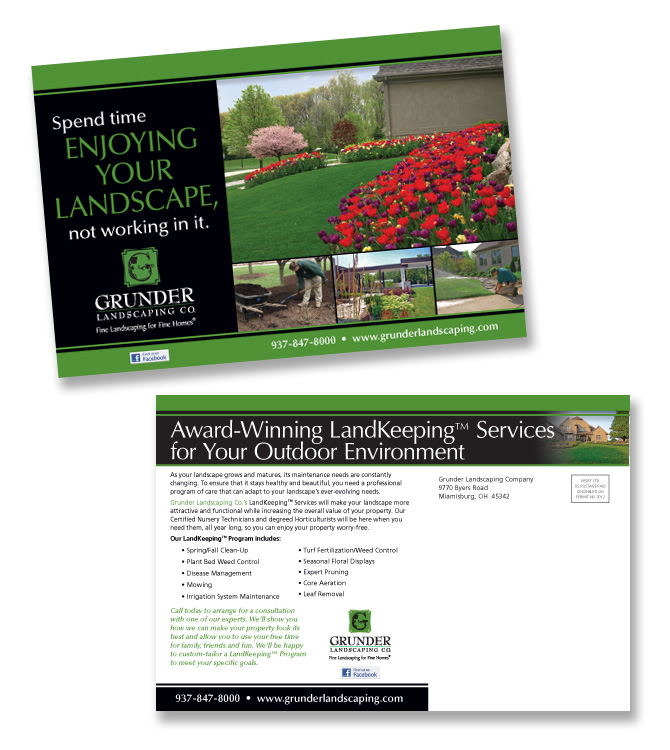 Spend time
ENJOYING
YOUR
LANDSCAPE,
not working in it.
G
GRUNDER
LANDSCAPING CO.
Fine Landscaping for Fine Homes®
Find us on
Facebook
937-847-8000 • www.grunderlandscaping.com
Award-Winning LandKeeping™ Services
for Your Outdoor Environment
As your landscape grows and matures, its maintenance needs are constantly
changing. To ensure that it stays healthy and beautiful, you need a professional
program of care that can adapt to your landscape's ever-evolving needs.
Grunder Landscaping Co.'s LandKeeping™ Services will make your landscape more
attractive and functional while increasing the overall value of your property. Our
Certified Nursery Technicians and degreed Horticulturists will be here when you
need them, all year long, so you can enjoy your property worry-free.
Our LandKeeping™ Program includes:
• Spring/Fall Clean-Up
• Plant Bed Weed Control
• Disease Management
• Mowing
• Irrigation System Maintenance
• Turf Fertilization/Weed Control
• Seasonal Floral Displays
• Expert Pruning
• Core Aeration
• Leaf Removal
Call today to arrange for a consultation
with one of our experts. We'll show you
how we can make your property look its
best and allow you to use your free time
for family, friends and fun. We'll be happy
to custom-tailor a LandKeeping™ Program
to meet your specific goals.
G
GRUNDER
LANDSCAPING CO.
Fine Landscaping for Fine Homes®
Find us on
Facebook
937-847-8000 • www.grunderlandscaping.com
Grunder Landscaping Company
9770 Byers Road
Miamisburg, OH 45342
US POSTAGE PAID
CINCINNATI OH